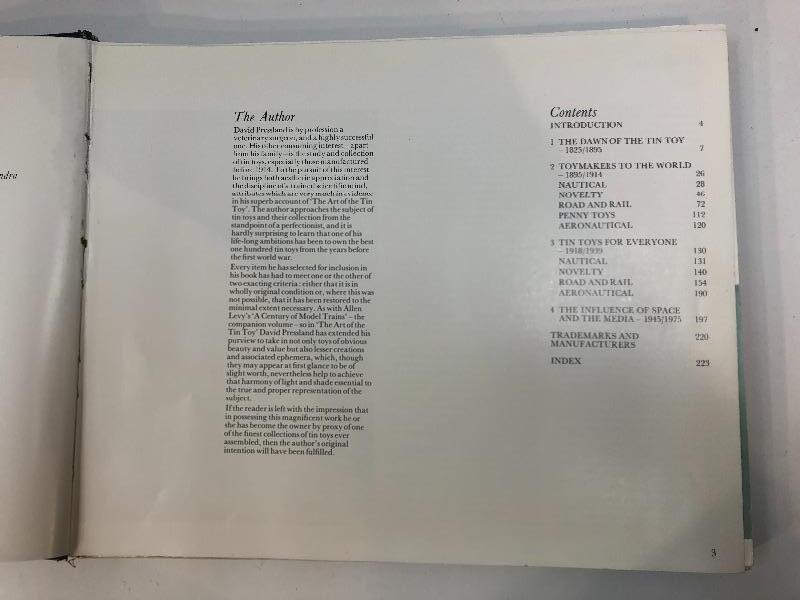 ndra
The Author
David Pressland is by profession a
veterinary surgeon, and a highly successful
one. His other consuming interest – apart
from his family – is the study and collection
of tin toys, especially those manufactured
before 1914. To the pursuit of this interest
he brings both aesthetic appreciation and
the discipline of a trained scientific mind,
attributes which are very much in evidence
in his superb account of 'The Art of the Tin
Toy'. The author approaches the subject of
tin toys and their collection from the
standpoint of a perfectionist, and it is
hardly surprising to learn that one of his
life-long ambitions has been to own the best
one hundred tin toys from the years before
the first world war.
Every item he has selected for inclusion in
his book has had to meet one or the other of
two exacting criteria: either that it is in
wholly original condition or, where this was
not possible, that it has been restored to the
minimal extent necessary. As with Allen
Levy's 'A Century of Model Trains' – the
companion volume – so in 'The Art of the
Tin Toy' David Pressland has extended his
purview to take in not only toys of obvious
beauty and value but also lesser creations
and associated ephemera, which, though
they may appear at first glance to be of
slight worth, nevertheless help to achieve
that harmony of light and shade essential to
the true and proper representation of the
subject.
If the reader is left with the impression that
in possessing this magnificent work he or
she has become the owner by proxy of one
of the finest collections of tin toys ever
assembled, then the author's original
intention will have been fulfilled.
Contents
INTRODUCTION 4
1 THE DAWN OF THE TIN TOY
– 1825/1895 7
2 TOYMAKERS TO THE WORLD
– 1895/1914 26
NAUTICAL 28
NOVELTY 46
ROAD AND RAIL 72
PENNY TOYS 112
AERONAUTICAL 120
3 TIN TOYS FOR EVERYONE
– 1918/1939 130
NAUTICAL 131
NOVELTY 140
ROAD AND RAIL 154
AERONAUTICAL 190
4 THE INFLUENCE OF SPACE
AND THE MEDIA – 1945/1975 197
TRADEMARKS AND 220
MANUFACTURERS
INDEX 223
3